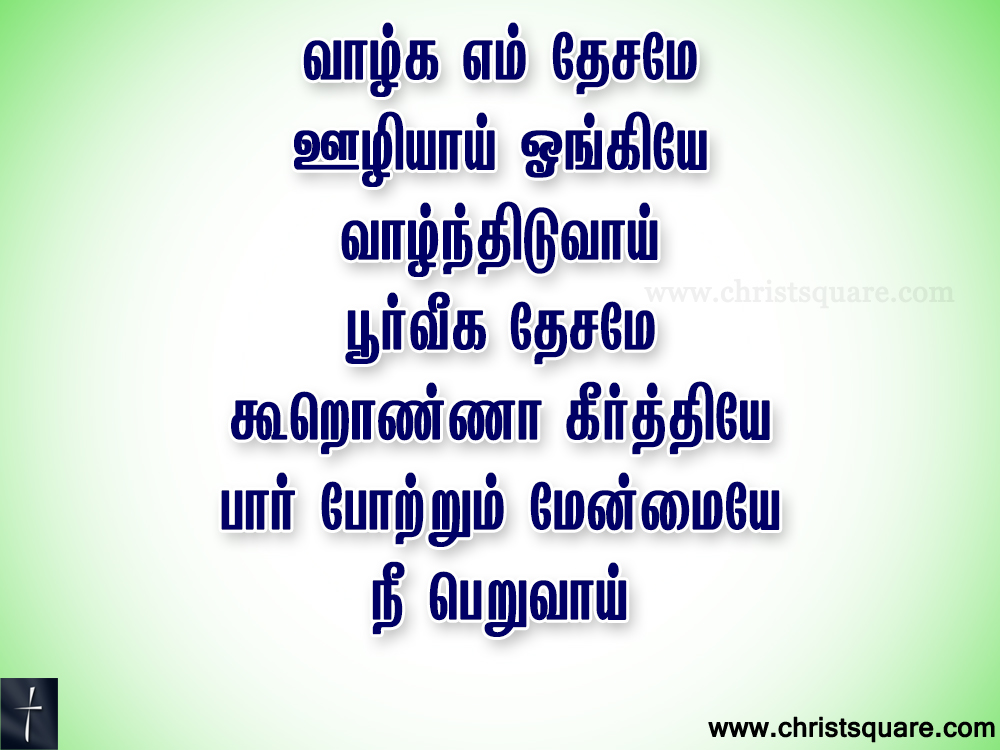 வாழ்க எம் தேசமே
ஊழியாய் ஓங்கியே
வாழ்ந்திடுவாய்
www.christsquare.com
பூர்வீக தேசமே
கூறொண்ணா கீர்த்தியே
பார் போற்றும் மேன்மையே
நீ பெறுவாய்
www.christsquare.com